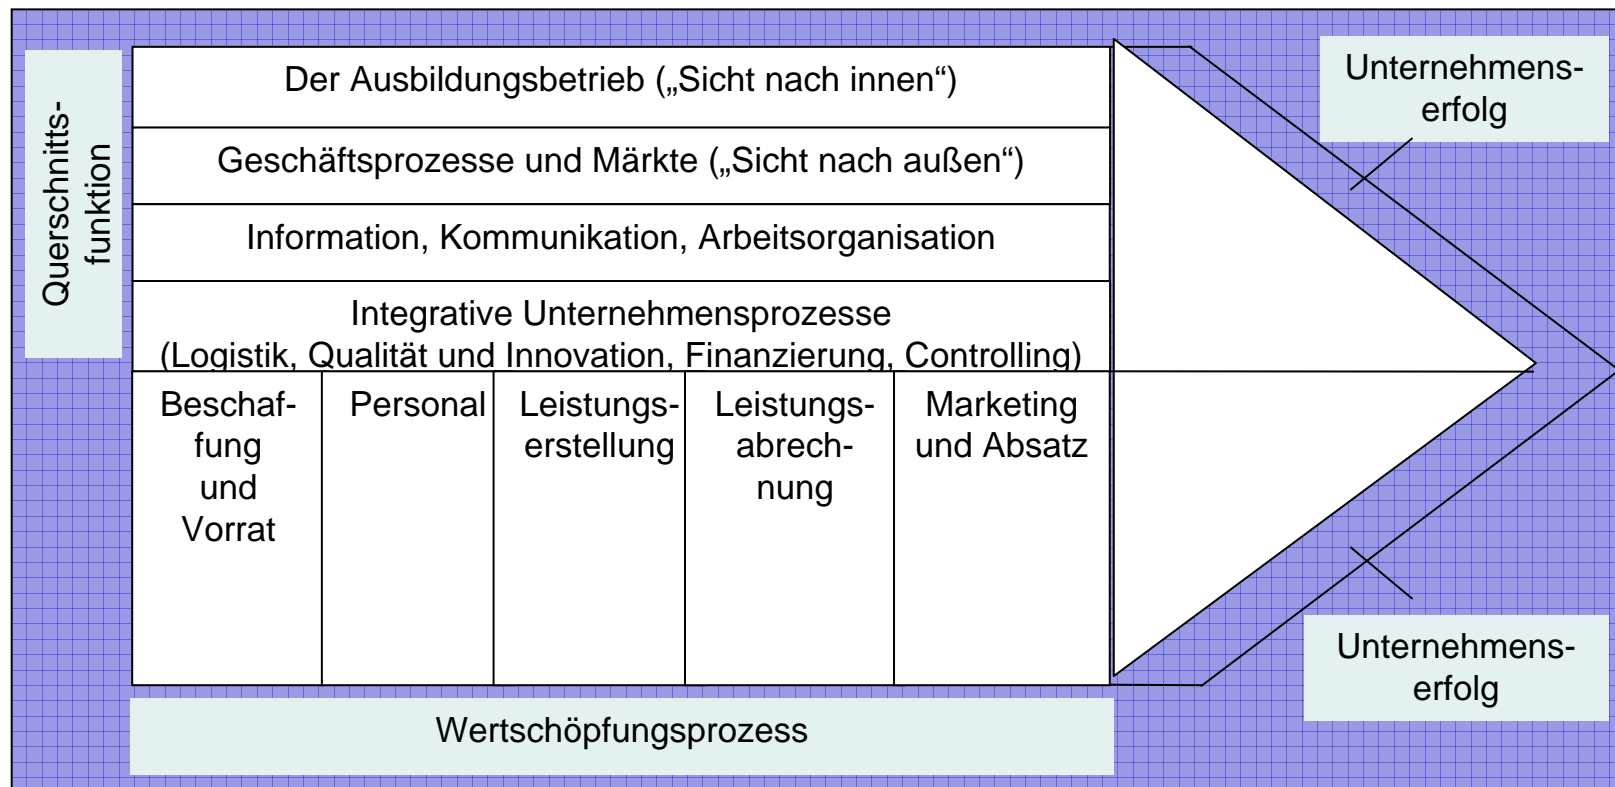 Querschnitts-
funktion
Der Ausbildungsbetrieb („Sicht nach innen“)
Geschäftsprozesse und Märkte („Sicht nach außen“)
Information, Kommunikation, Arbeitsorganisation
Integrative Unternehmensprozesse
(Logistik, Qualität und Innovation, Finanzierung, Controlling)
Beschaf-
fung
und
Vorrat
Personal
Leistungs-
erstellung
Leistungs-
abrech-
nung
Marketing
und Absatz
Wertschöpfungsprozess
Unternehmens-
erfolg
Unternehmens-
erfolg